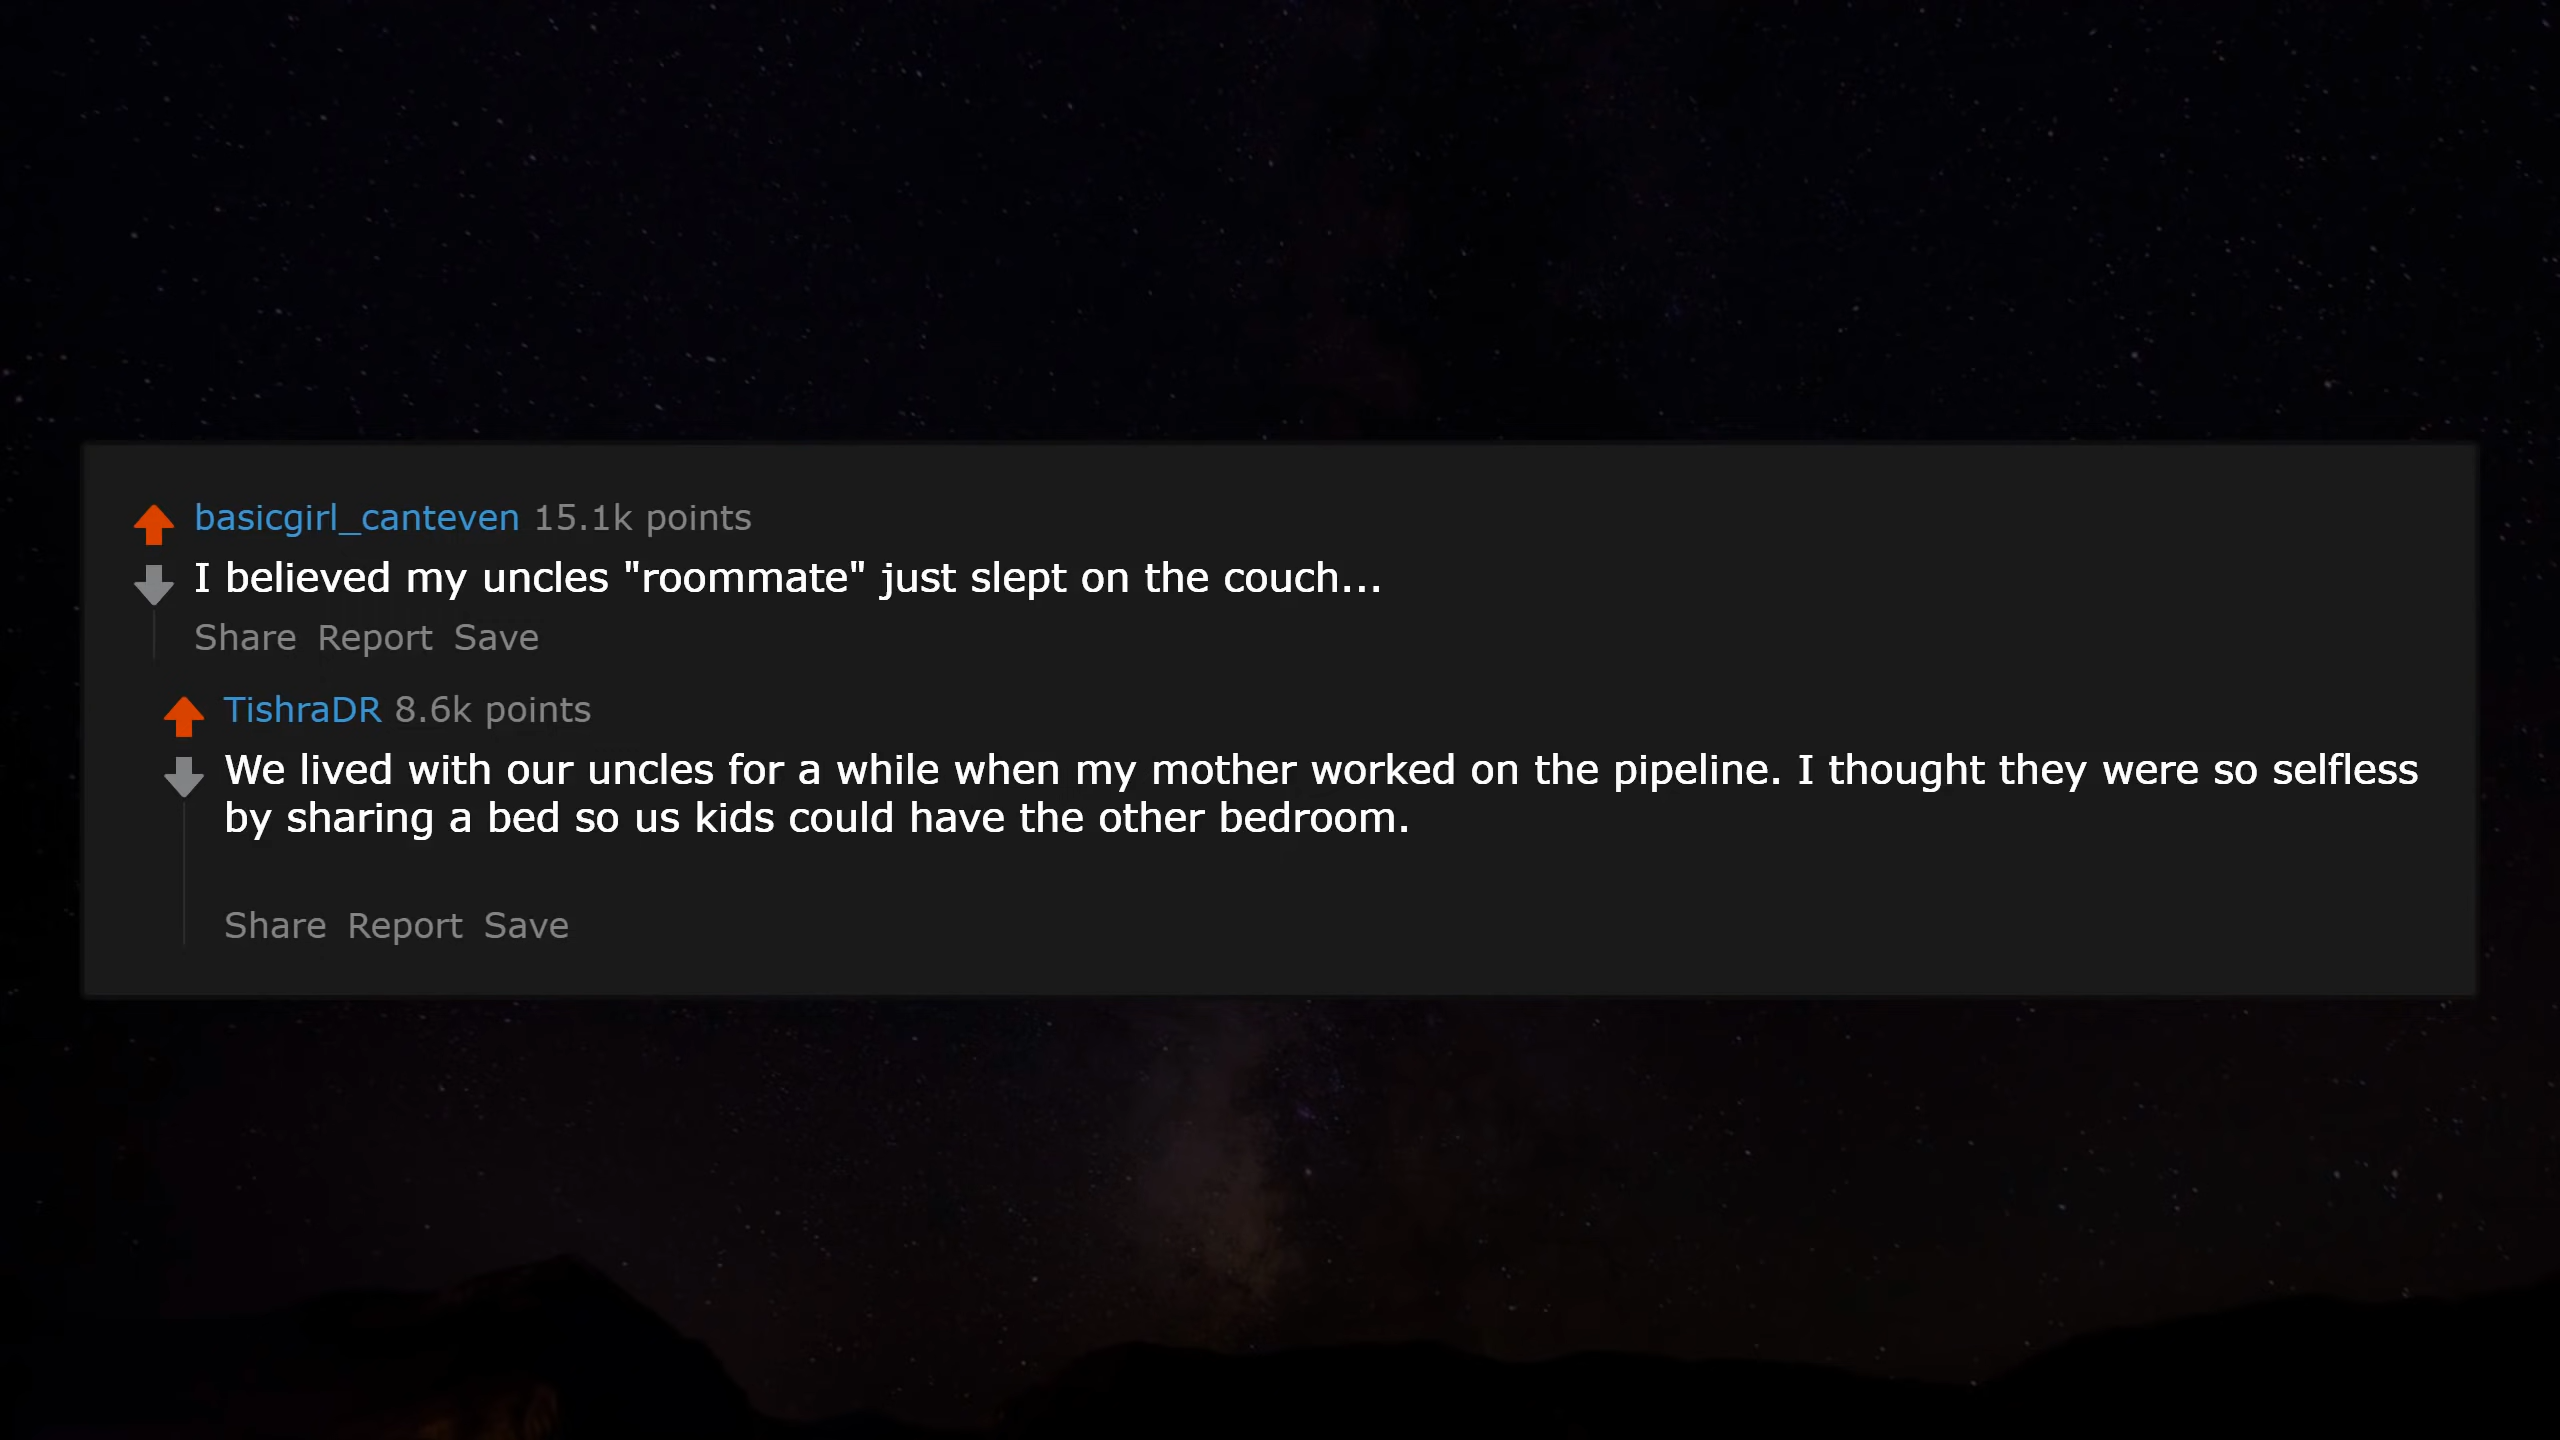 basicgirl_canteven 15.1k points
I believed my uncles "roommate" just slept on the couch...
Share Report Save
TishraDR 8.6k points
We lived with our uncles for a while when my mother worked on the pipeline. I thought they were so selfless
by sharing a bed so us kids could have the other bedroom.
Share Report Save